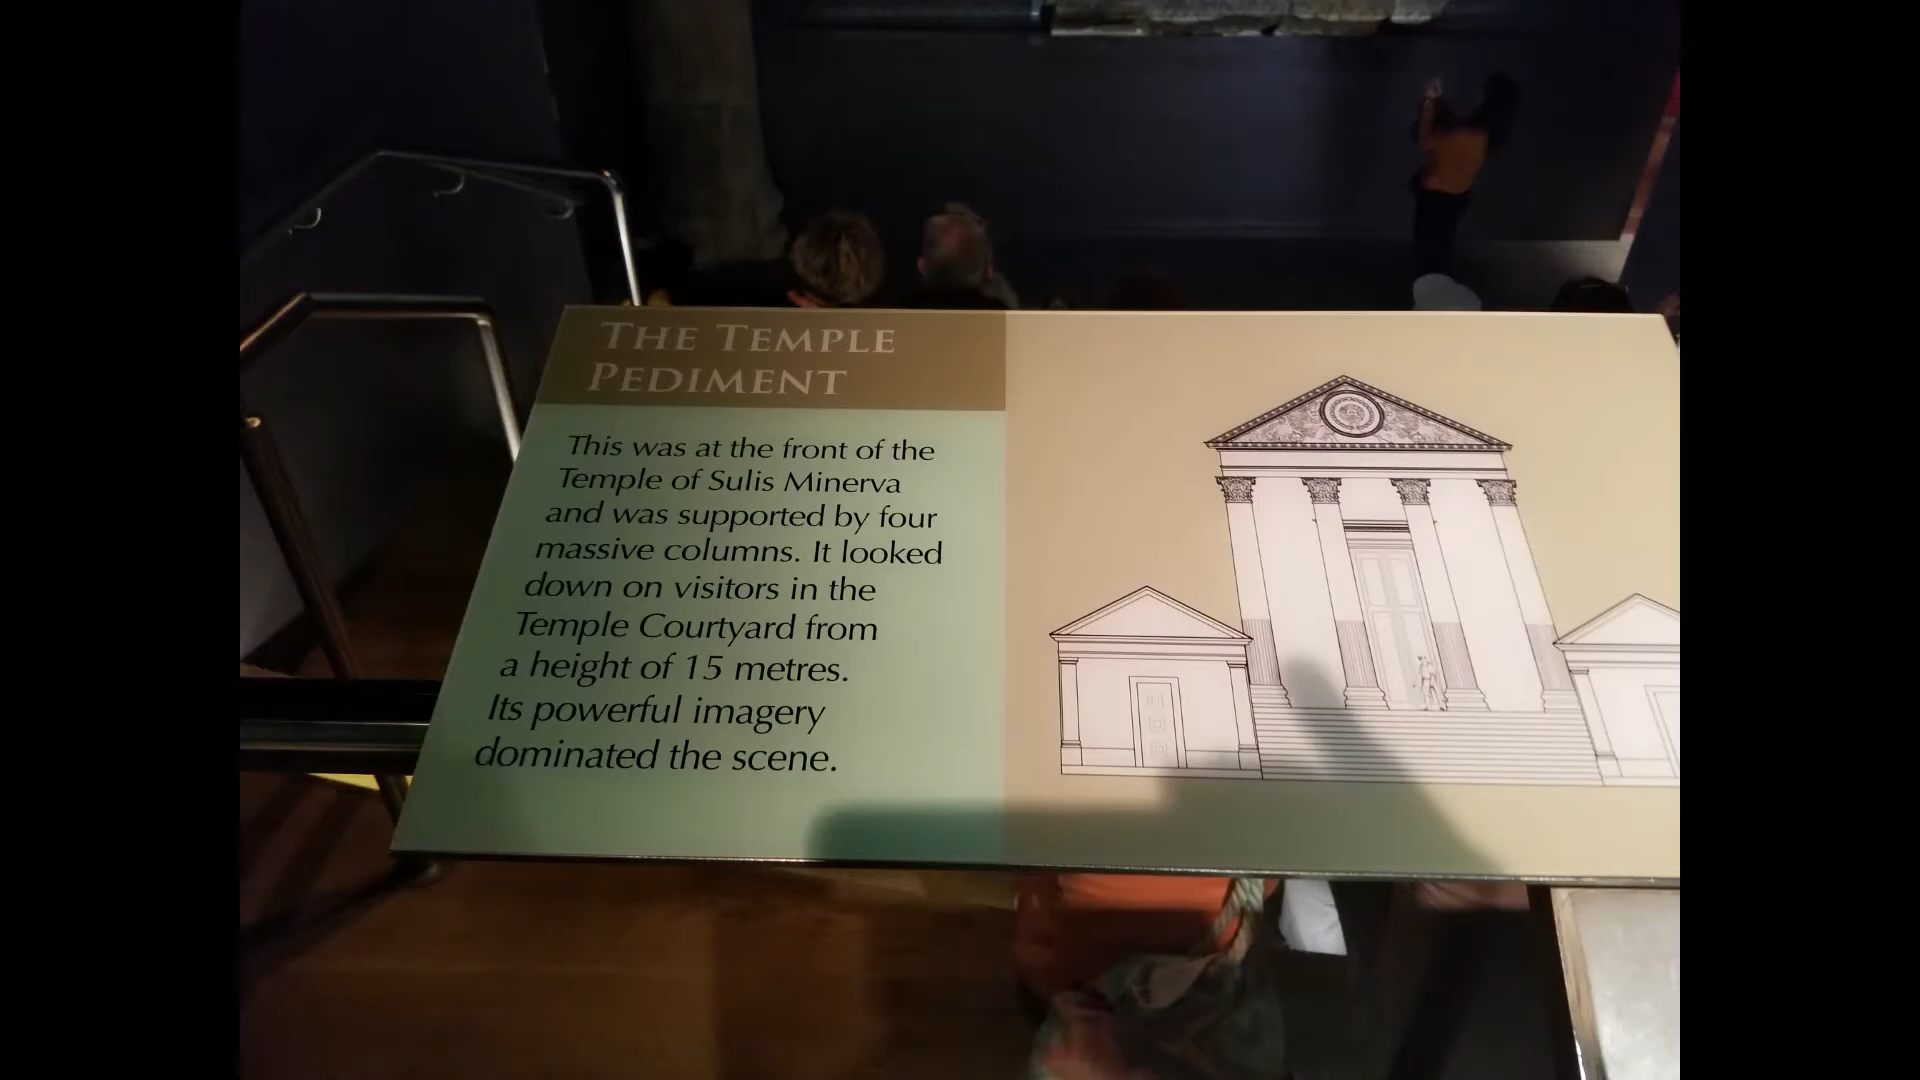 THE TEMPLE
PEDIMENT
This was at the front of the
Temple of Sulis Minerva
and was supported by four
massive columns. It looked
down on visitors in the
Temple Courtyard from
a height of 15 metres.
Its powerful imagery
dominated the scene.